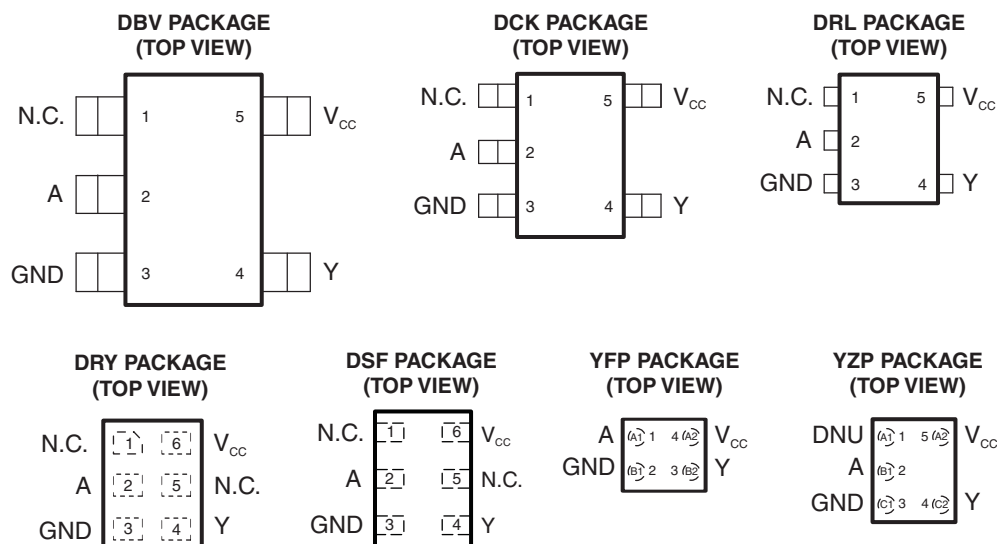 DBV PACKAGE
(TOP VIEW)
N.C. 1 5 VCC
A 2
GND 3 4 Y
DCK PACKAGE
(TOP VIEW)
N.C. 1 5 VCC
A 2
GND 3 4 Y
DRL PACKAGE
(TOP VIEW)
N.C. 1 5 VCC
A 2
GND 3 4 Y
DRY PACKAGE
(TOP VIEW)
N.C. 1 6 VCC
A 2 5 N.C.
GND 3 4 Y
DSF PACKAGE
(TOP VIEW)
N.C. 1 6 VCC
A 2 5 N.C.
GND 3 4 Y
YFP PACKAGE
(TOP VIEW)
A A1 1 4 A2 VCC
GND B1 2 3 B2 Y
YZP PACKAGE
(TOP VIEW)
DNU A1 1 5 A2 VCC
A B1 2
GND C1 3 4 C2 Y